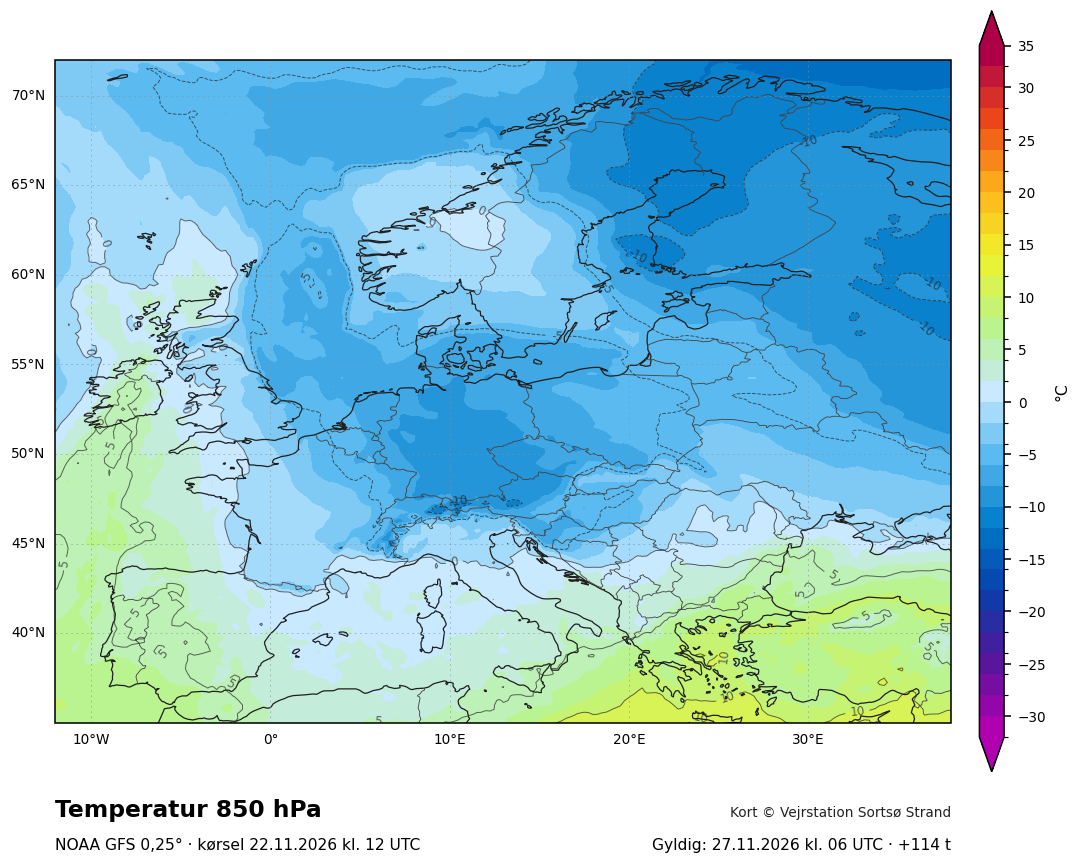 35
30
25
20
15
10
5
0
−5
−10
−15
−20
−25
−30
°C
70°N
65°N
60°N
55°N
50°N
45°N
40°N
10°W 0° 10°E 20°E 30°E
Temperatur 850 hPa
Kort © Vejrstation Sortsø Strand
NOAA GFS 0,25° · kørsel 22.11.2026 kl. 12 UTC
Gyldig: 27.11.2026 kl. 06 UTC · +114 t